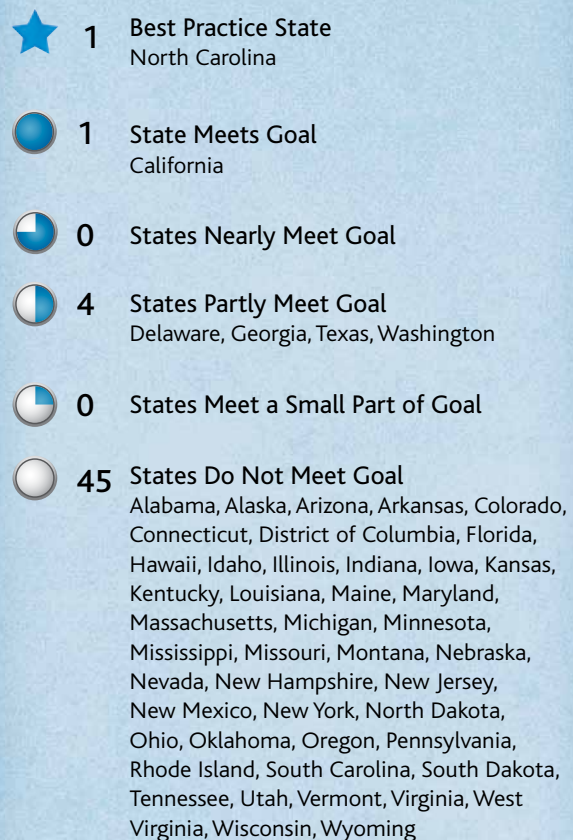 1 Best Practice State
North Carolina
1 State Meets Goal
California
0 States Nearly Meet Goal
4 States Partly Meet Goal
Delaware, Georgia, Texas, Washington
0 States Meet a Small Part of Goal
45 States Do Not Meet Goal
Alabama, Alaska, Arizona, Arkansas, Colorado,
Connecticut, District of Columbia, Florida,
Hawaii, Idaho, Illinois, Indiana, Iowa, Kansas,
Kentucky, Louisiana, Maine, Maryland,
Massachusetts, Michigan, Minnesota,
Mississippi, Missouri, Montana, Nebraska,
Nevada, New Hampshire, New Jersey,
New Mexico, New York, North Dakota,
Ohio, Oklahoma, Oregon, Pennsylvania,
Rhode Island, South Carolina, South Dakota,
Tennessee, Utah, Vermont, Virginia, West
Virginia, Wisconsin, Wyoming